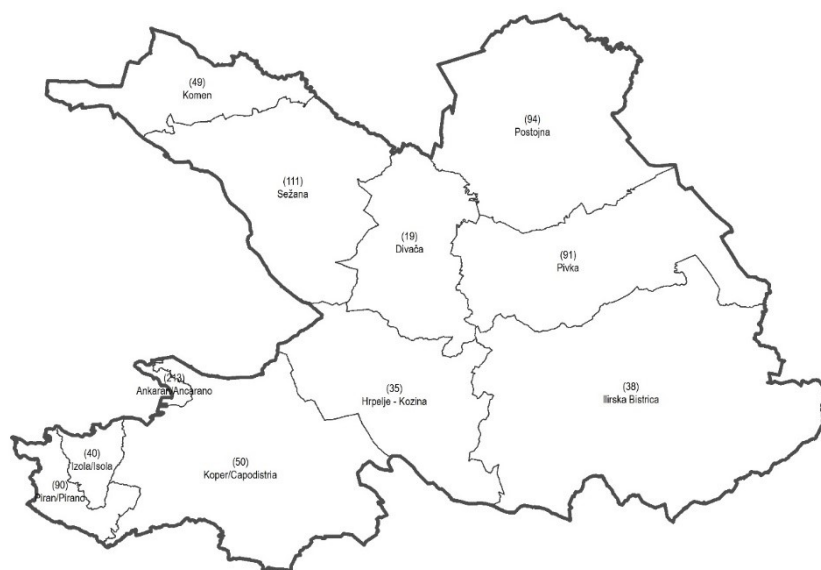 (49)
Komen
(94)
Postojna
(111)
Sežana
(19)
Divača
(91)
Pivka
(213)
Ankaran/Ancarano
(35)
Hrpelje - Kozina
(38)
Ilirska Bistrica
(40)
Izola/Isola
(50)
Koper/Capodistria
(90)
Piran/Pirano